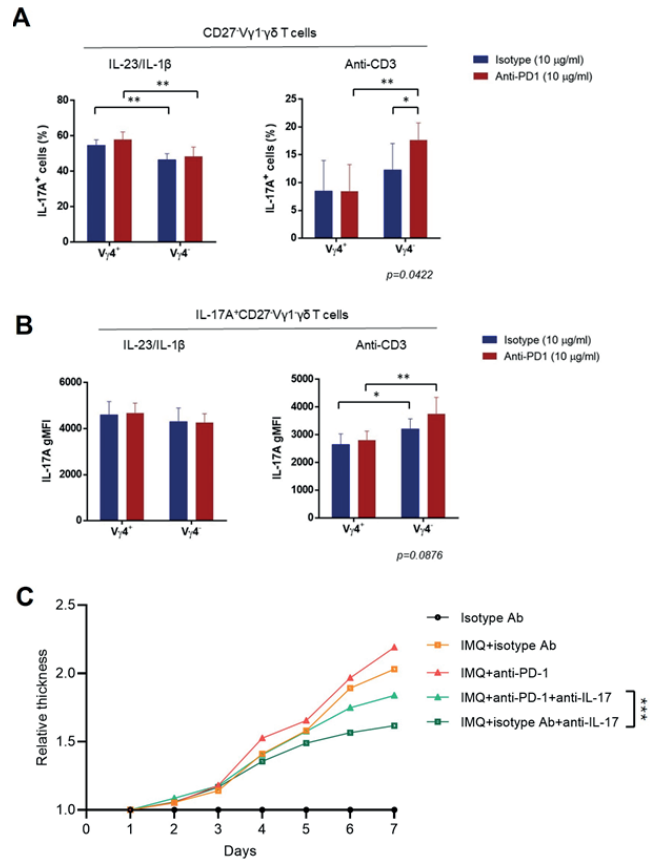 A
CD27⁻Vγ1⁻γδ T cells
IL-23/IL-1β
Anti-CD3
Isotype (10 μg/ml)
Anti-PD1 (10 μg/ml)
IL-17A⁺ cells (%)
80
60
40
20
0
**
**
Vγ4⁺
Vγ4⁻
IL-17A⁺ cells (%)
25
20
15
10
5
0
**
*
Vγ4⁺
Vγ4⁻
p=0.0422
B
IL-17A⁺CD27⁻Vγ1⁻γδ T cells
IL-23/IL-1β
Anti-CD3
Isotype (10 μg/ml)
Anti-PD1 (10 μg/ml)
IL-17A gMFI
6000
4000
2000
0
Vγ4⁺
Vγ4⁻
IL-17A gMFI
5000
4000
3000
2000
1000
0
*
**
Vγ4⁺
Vγ4⁻
p=0.0876
C
Relative thickness
2.5
2.0
1.5
1.0
0 1 2 3 4 5 6 7
Days
Isotype Ab
IMQ+isotype Ab
IMQ+anti-PD-1
IMQ+anti-PD-1+anti-IL-17
IMQ+isotype Ab+anti-IL-17
***